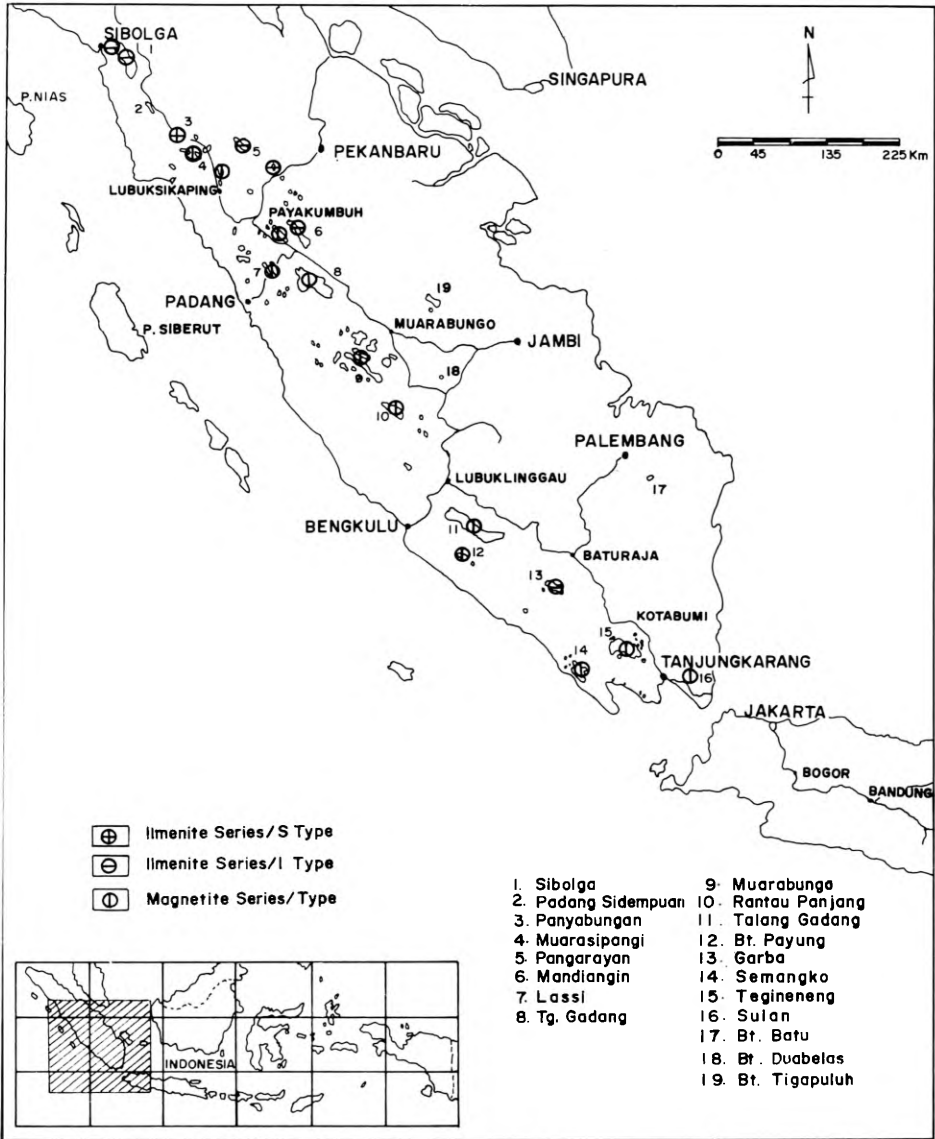 SIBOLGA
1
SINGAPURA
N
P. NIAS
2
3
4
5
PEKANBARU
0 45 135 225 Km
LUBUKSIKAPING
PAYAKUMBUH
6
7
8
PADANG
19
P. SIBERUT
MUARABUNGO
JAMBI
9
18
10
PALEMBANG
LUBUKLINGGAU
17
BENGKULU
11
12
BATURAJA
13
KOTABUMI
15
14
TANJUNGKARANG
16
JAKARTA
BOGOR
BANDUNG
Ilmenite Series/S Type
Ilmenite Series/I Type
Magnetite Series/Type
1. Sibolga
2. Padang Sidempuan
3. Panyabungan
4. Muarasipangi
5. Pangarayan
6. Mandiangin
7. Lassi
8. Tg. Gadang
9. Muarabunga
10. Rantau Panjang
11. Talang Gadang
12. Bt. Payung
13. Garba
14. Semangko
15. Tegineneng
16. Sulan
17. Bt. Batu
18. Bt. Duabelas
19. Bt. Tigapuluh
INDONESIA